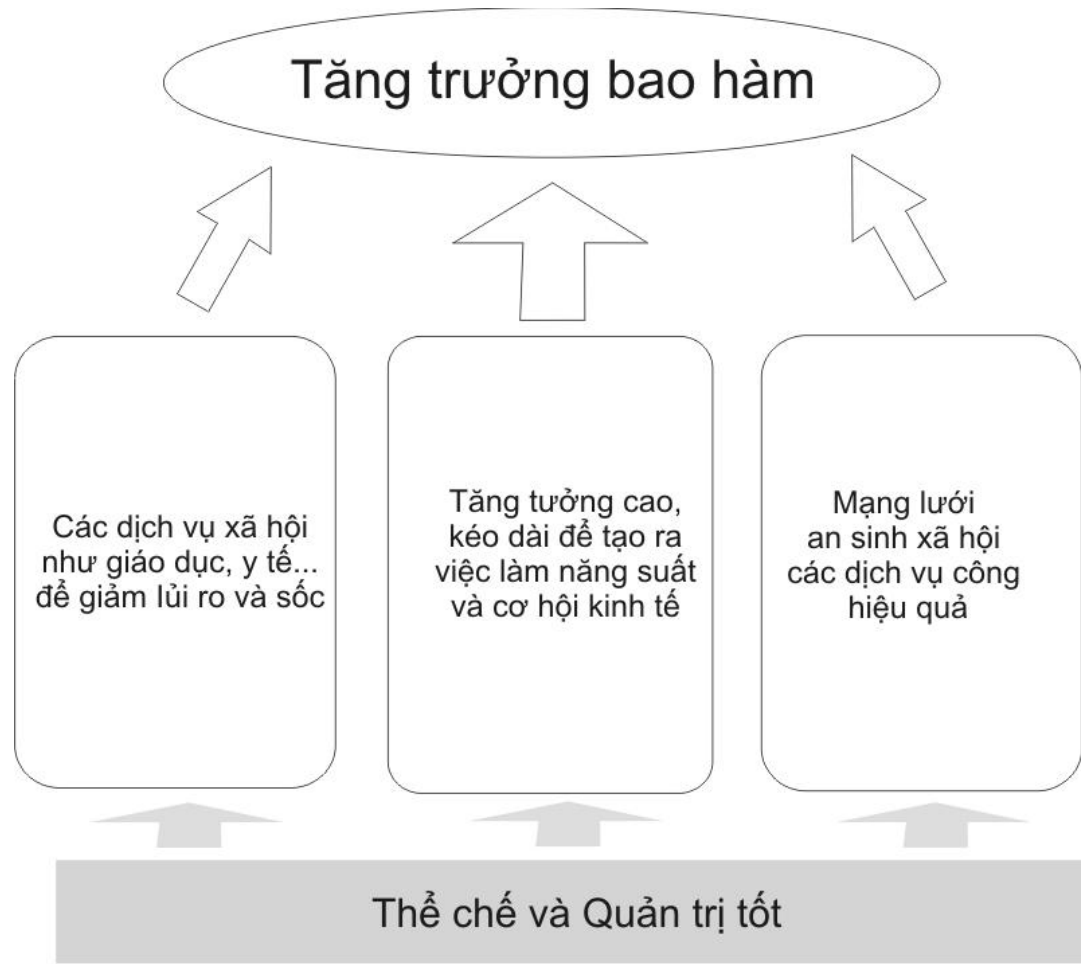 Tăng trưởng bao hàm
Các dịch vụ xã hội
như giáo dục, y tế...
để giảm lủi ro và sốc
Tăng tưởng cao,
kéo dài để tạo ra
việc làm năng suất
và cơ hội kinh tế
Mạng lưới
an sinh xã hội
các dịch vụ công
hiệu quả
Thể chế và Quản trị tốt